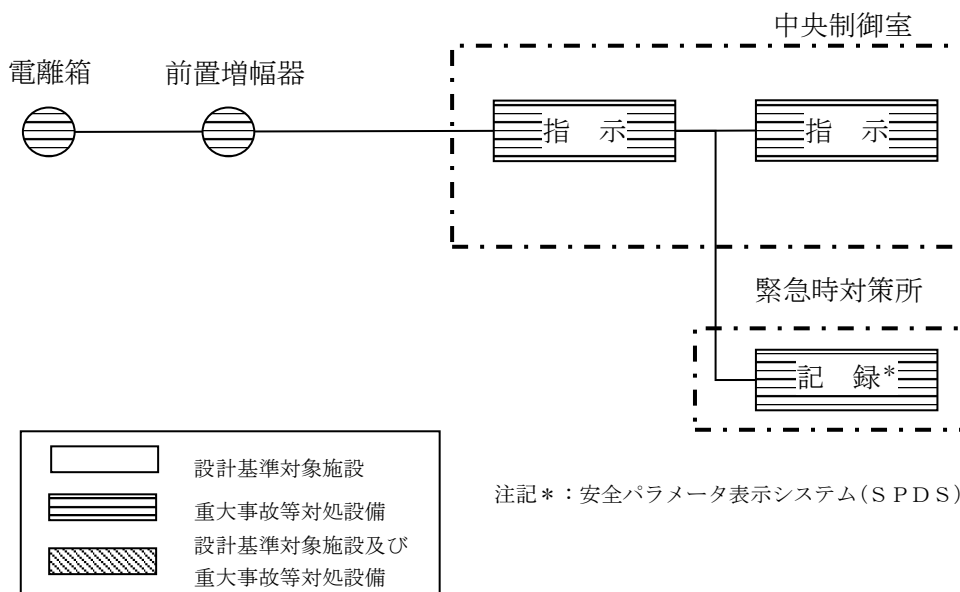 中央制御室
電離箱
前置増幅器
指 示
指 示
緊急時対策所
記 録*
設計基準対象施設
重大事故等対処設備
設計基準対象施設及び
重大事故等対処設備
注記*：安全パラメータ表示システム(SPDS)